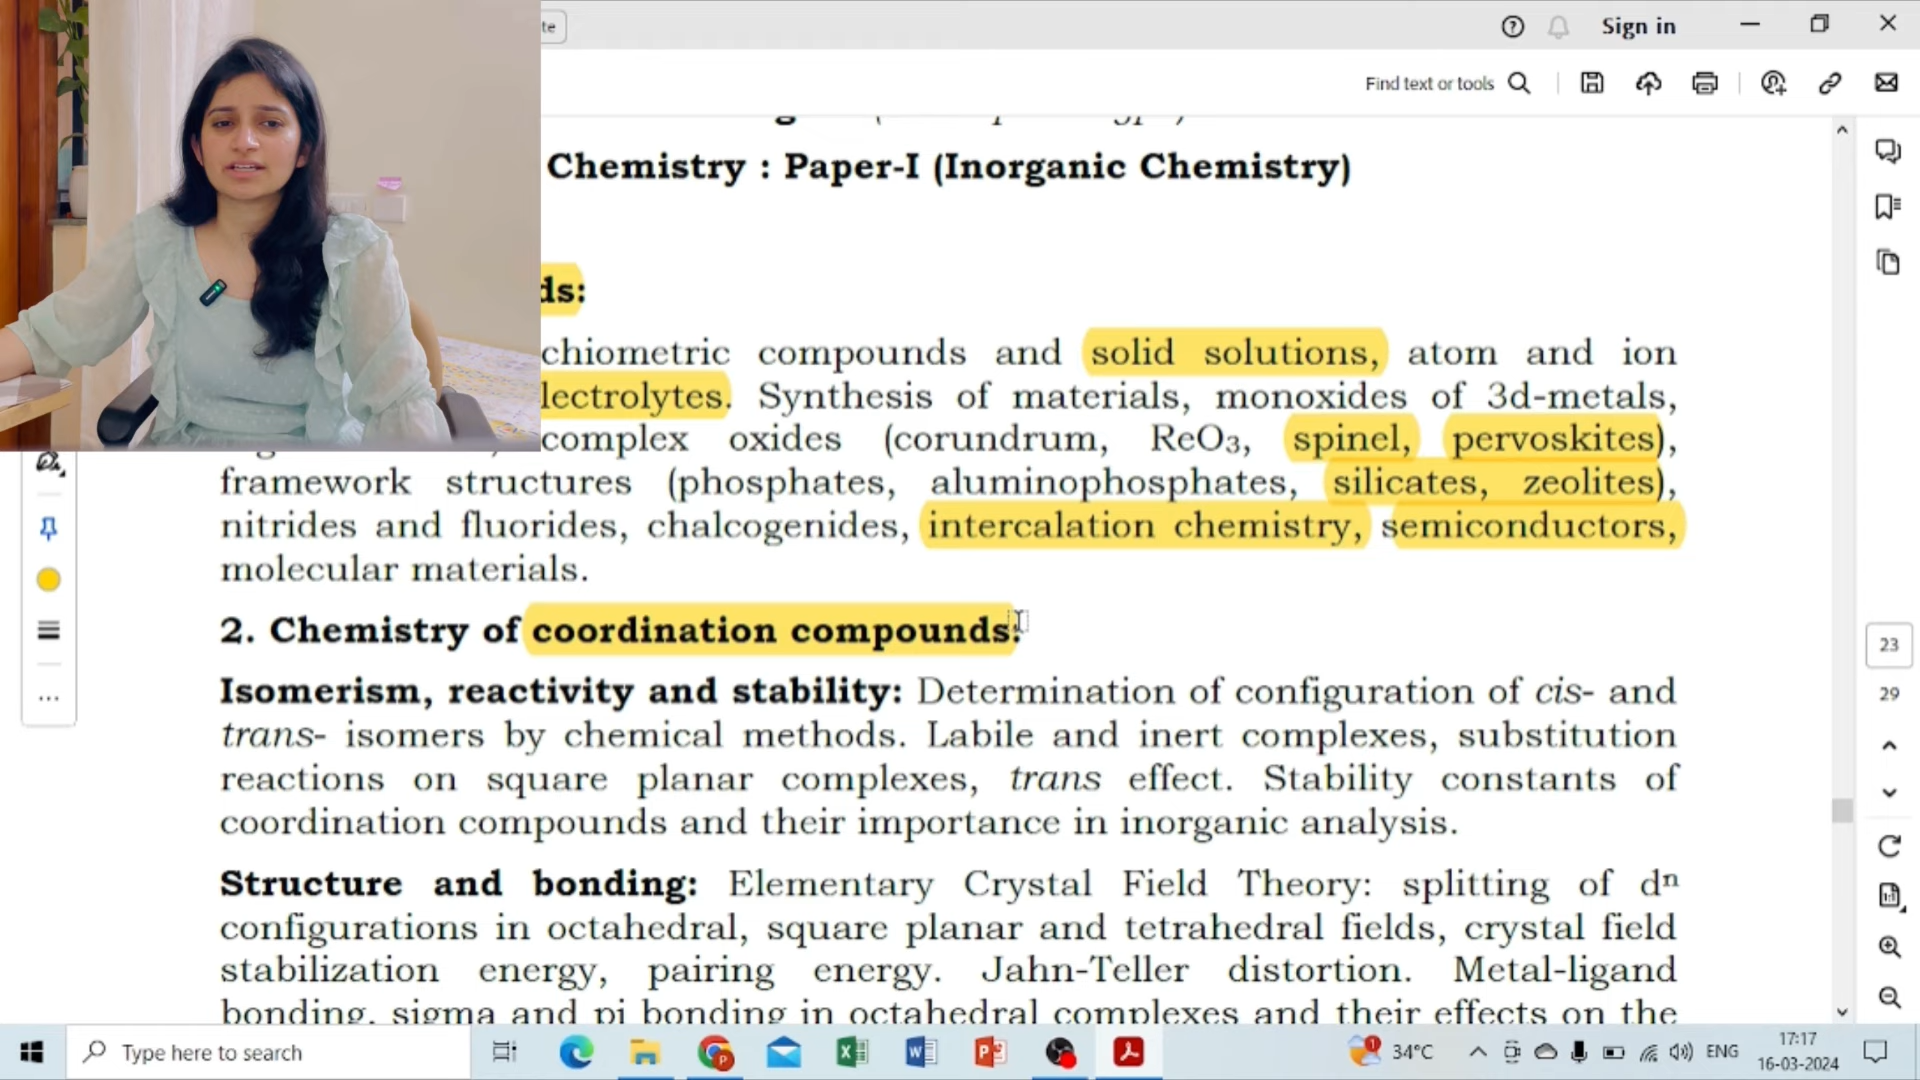 te
Sign in
Find text or tools
Chemistry : Paper-I (Inorganic Chemistry)
ds:
chiometric compounds and solid solutions, atom and ion
lectrolytes. Synthesis of materials, monoxides of 3d-metals,
complex oxides (corundrum, ReO₃, spinel, pervoskites),
framework structures (phosphates, aluminophosphates, silicates, zeolites),
nitrides and fluorides, chalcogenides, intercalation chemistry, semiconductors,
molecular materials.
2. Chemistry of coordination compounds:
Isomerism, reactivity and stability: Determination of configuration of cis- and
trans- isomers by chemical methods. Labile and inert complexes, substitution
reactions on square planar complexes, trans effect. Stability constants of
coordination compounds and their importance in inorganic analysis.
Structure and bonding: Elementary Crystal Field Theory: splitting of dⁿ
configurations in octahedral, square planar and tetrahedral fields, crystal field
stabilization energy, pairing energy. Jahn-Teller distortion. Metal-ligand
bonding, sigma and pi bonding in octahedral complexes and their effects on the
23
29
Type here to search
34°C
ENG
17:17
16-03-2024